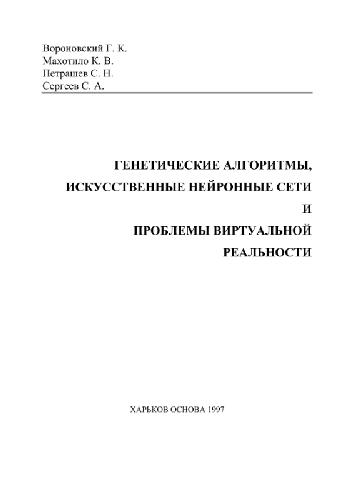 Вороновский Г. К.
Махотило К. В.
Петрашев С. Н.
Сергеев С. А.
ГЕНЕТИЧЕСКИЕ АЛГОРИТМЫ,
ИСКУССТВЕННЫЕ НЕЙРОННЫЕ СЕТИ
И
ПРОБЛЕМЫ ВИРТУАЛЬНОЙ
РЕАЛЬНОСТИ
ХАРЬКОВ ОСНОВА 1997